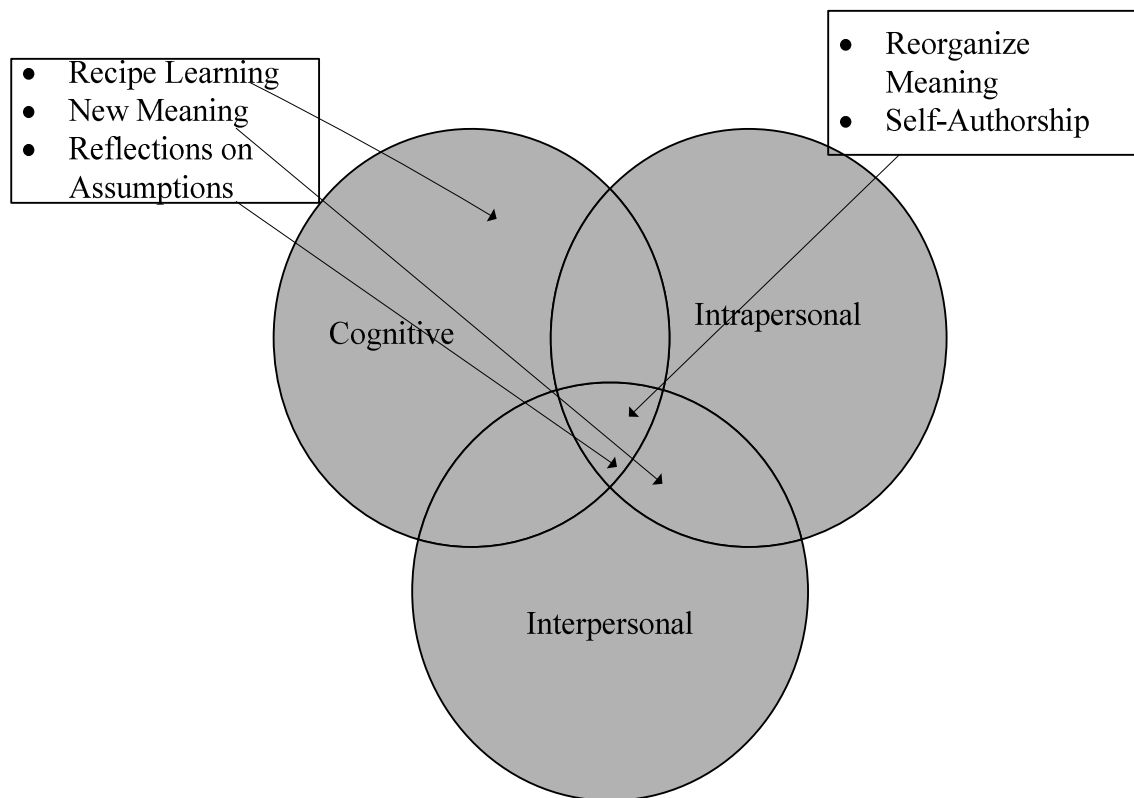 • Recipe Learning
• New Meaning
• Reflections on
Assumptions
• Reorganize
Meaning
• Self-Authorship
Cognitive
Intrapersonal
Interpersonal